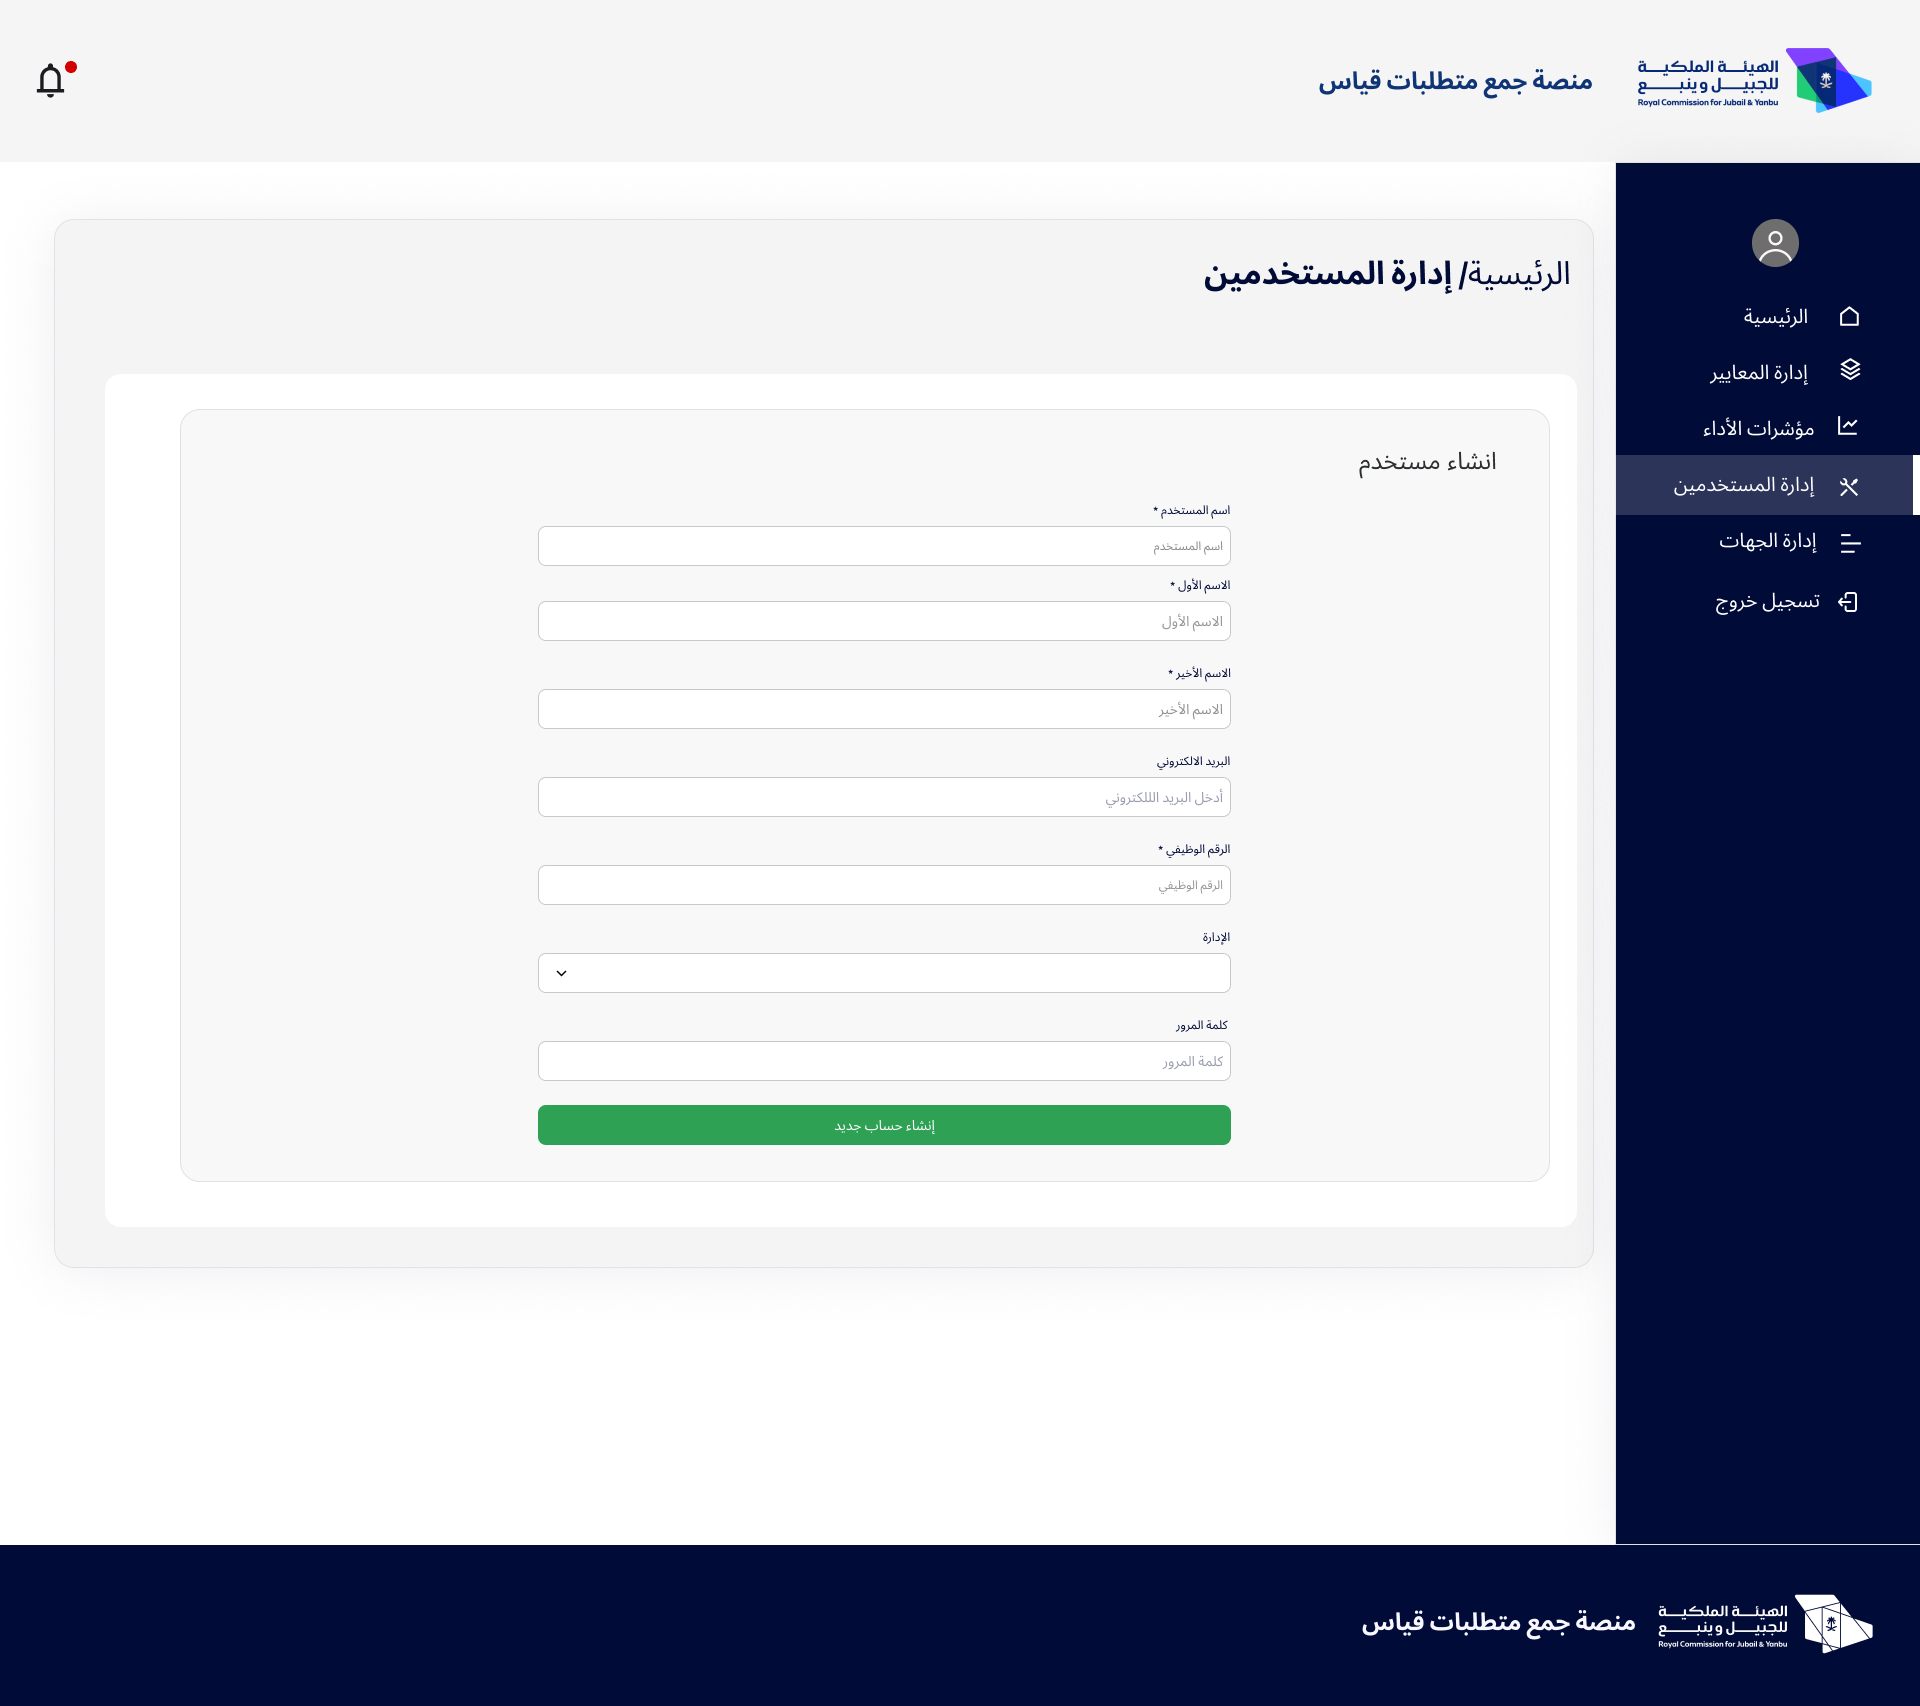 الهيئة الملكية
للجبيل وينبع
Royal Commission for Jubail & Yanbu
منصة جمع متطلبات قياس
الرئيسية
إدارة المعايير
مؤشرات الأداء
إدارة المستخدمين
إدارة الجهات
تسجيل خروج
الرئيسية/ إدارة المستخدمين
انشاء مستخدم
اسم المستخدم *
اسم المستخدم
الاسم الأول *
الاسم الأول
الاسم الأخير *
الاسم الأخير
البريد الالكتروني
أدخل البريد الللكتروني
الرقم الوظيفي *
الرقم الوظيفي
الإدارة
كلمة المرور
كلمة المرور
إنشاء حساب جديد
الهيئة الملكية
للجبيل وينبع
Royal Commission for Jubail & Yanbu
منصة جمع متطلبات قياس